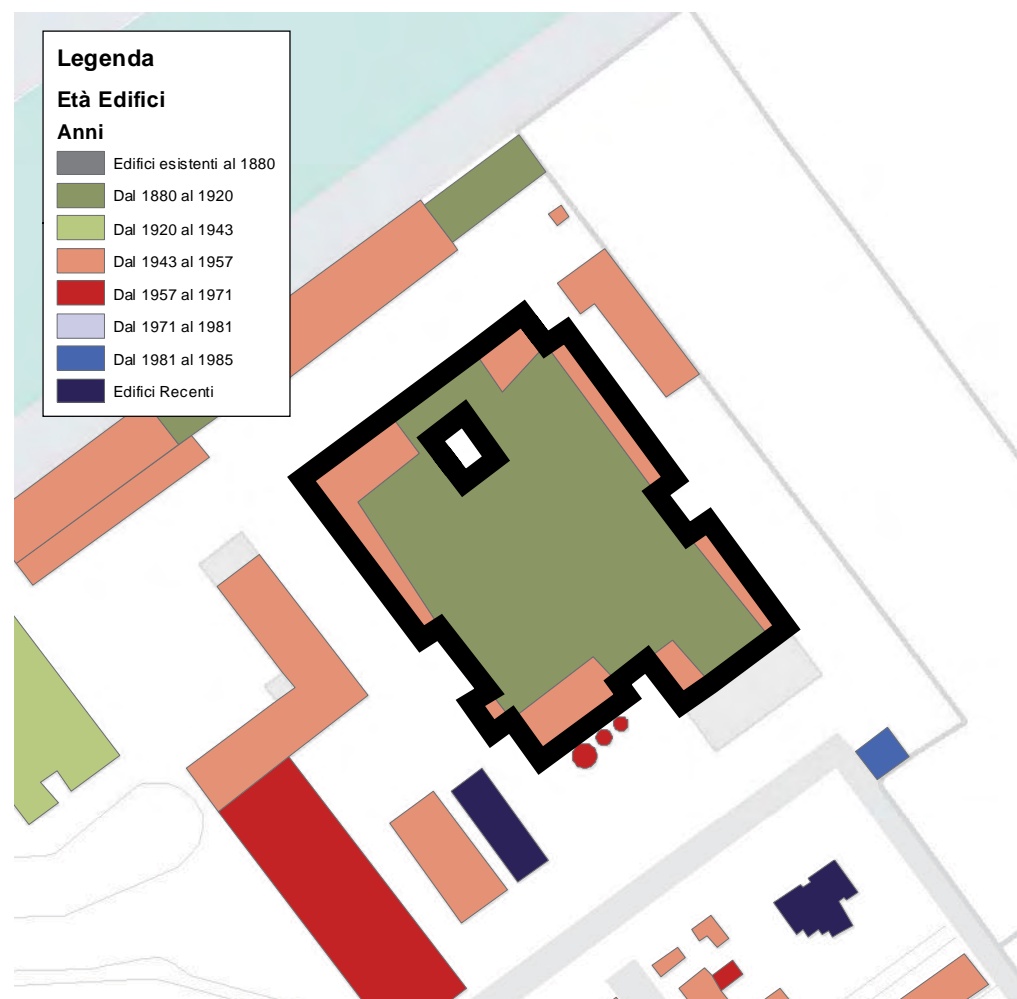 Legenda
Età Edifici
Anni
Edifici esistenti al 1880
Dal 1880 al 1920
Dal 1920 al 1943
Dal 1943 al 1957
Dal 1957 al 1971
Dal 1971 al 1981
Dal 1981 al 1985
Edifici Recenti